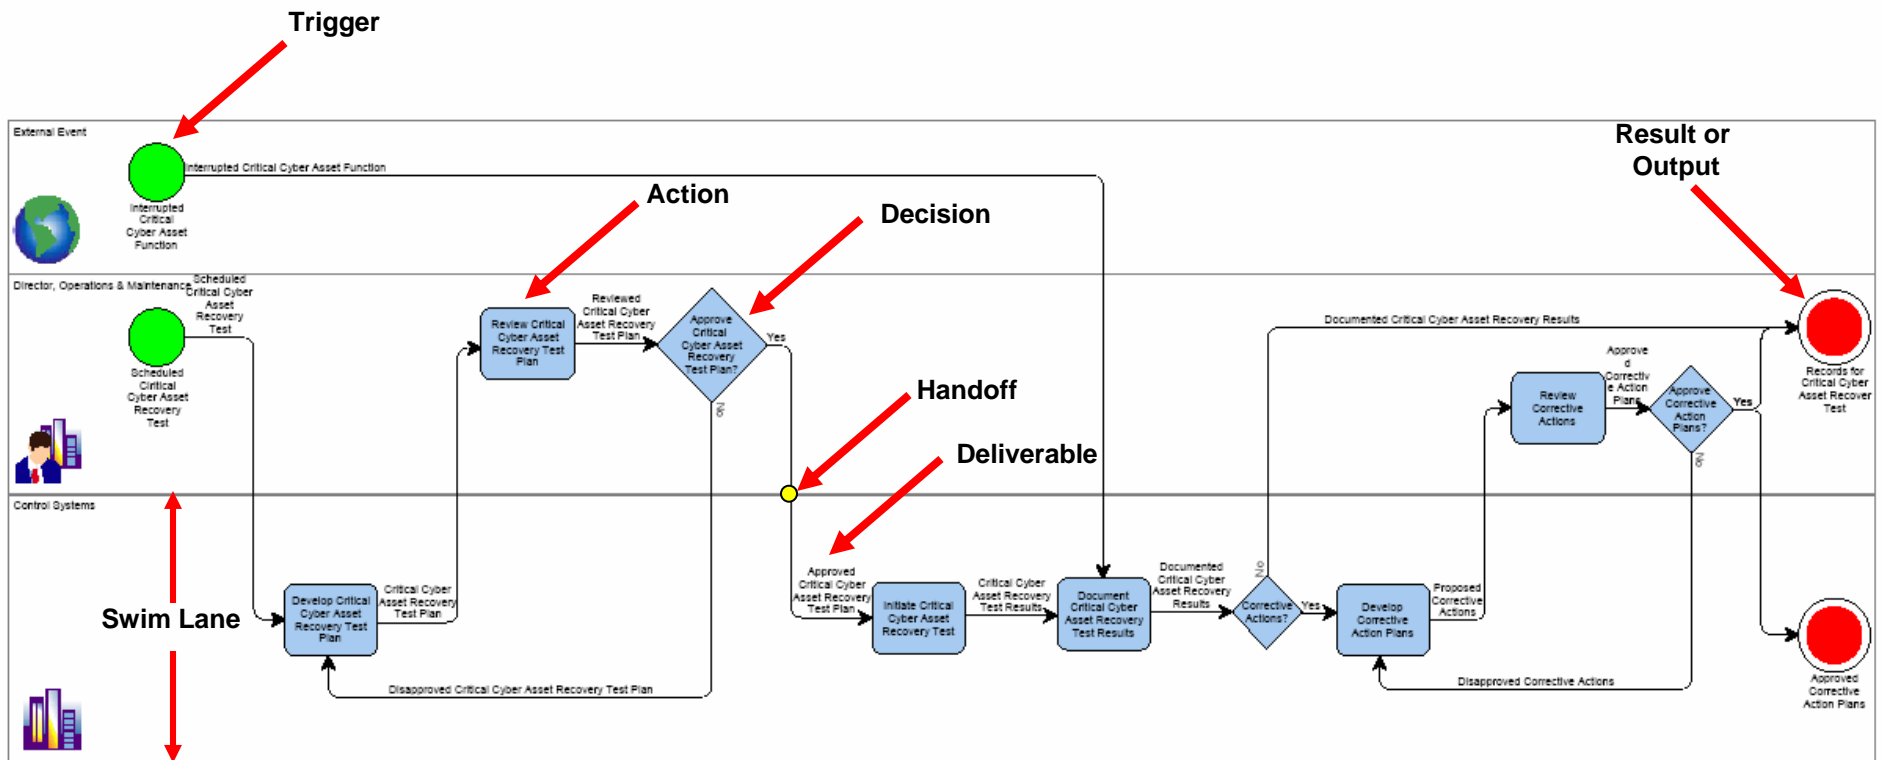 Trigger
External Event
Interrupted Critical Cyber Asset Function
Interrupted
Critical
Cyber Asset
Function
Action
Decision
Result or
Output
Director, Operations & Maintenance
Scheduled
Critical Cyber
Asset
Recovery
Test
Scheduled
Critical
Cyber Asset
Recovery
Test
Review Critical
Cyber Asset
Recovery Test
Plan
Reviewed
Critical Cyber
Asset Recovery
Test Plan
Approve
Critical
Cyber Asset
Recovery
Test Plan?
Yes
No
Handoff
Deliverable
Documented Critical Cyber Asset Recovery Results
Review
Corrective
Actions
Approve
d
Correctiv
e Action
Plans
Approve
Corrective
Action
Plans?
Yes
No
Records for
Critical Cyber
Asset Recover
Test
Control Systems
Swim Lane
Develop Critical
Cyber Asset
Recovery Test
Plan
Critical Cyber
Asset Recovery
Test Plan
Disapproved Critical Cyber Asset Recovery Test Plan
Approved
Critical Cyber
Asset Recovery
Test Plan
Initiate Critical
Cyber Asset
Recovery Test
Critical Cyber
Asset Recovery
Test Results
Document
Critical Cyber
Asset Recovery
Test Results
Documented
Critical Cyber
Asset Recovery
Results
Corrective
Actions?
No
Yes
Develop
Corrective
Action Plans
Proposed
Corrective
Actions
Disapproved Corrective Actions
Approved
Corrective
Action Plans